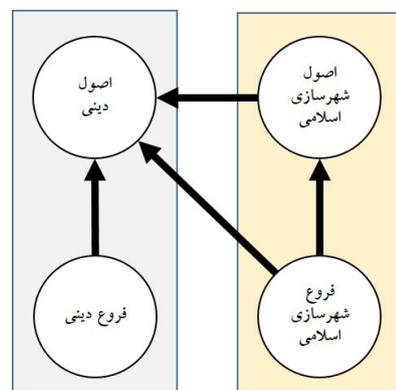 اصول
شهرسازی
اسلامی
اصول
دینی
فروع
شهرسازی
اسلامی
فروع دینی